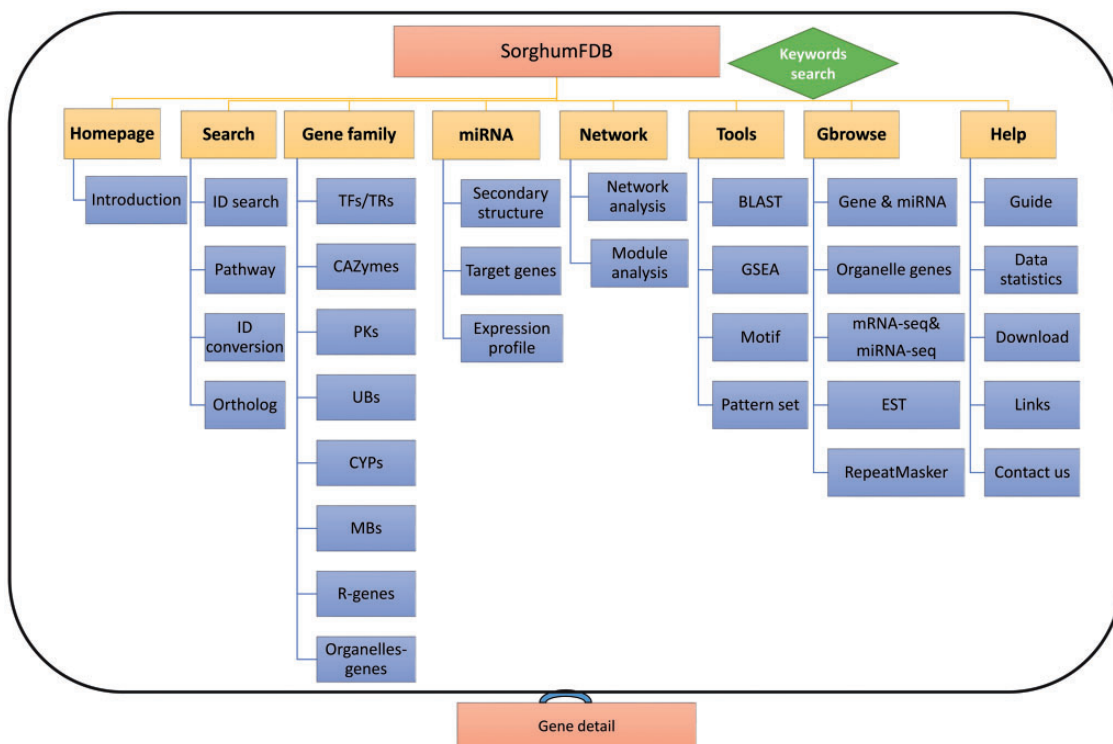 SorghumFDB
Keywords
search
Homepage
Search
Gene family
miRNA
Network
Tools
Gbrowse
Help
Introduction
ID search
Pathway
ID
conversion
Ortholog
TFs/TRs
CAZymes
PKs
UBs
CYPs
MBs
R-genes
Organelles-
genes
Secondary
structure
Target genes
Expression
profile
Network
analysis
Module
analysis
BLAST
GSEA
Motif
Pattern set
Gene & miRNA
Organelle genes
mRNA-seq&
miRNA-seq
EST
RepeatMasker
Guide
Data
statistics
Download
Links
Contact us
Gene detail